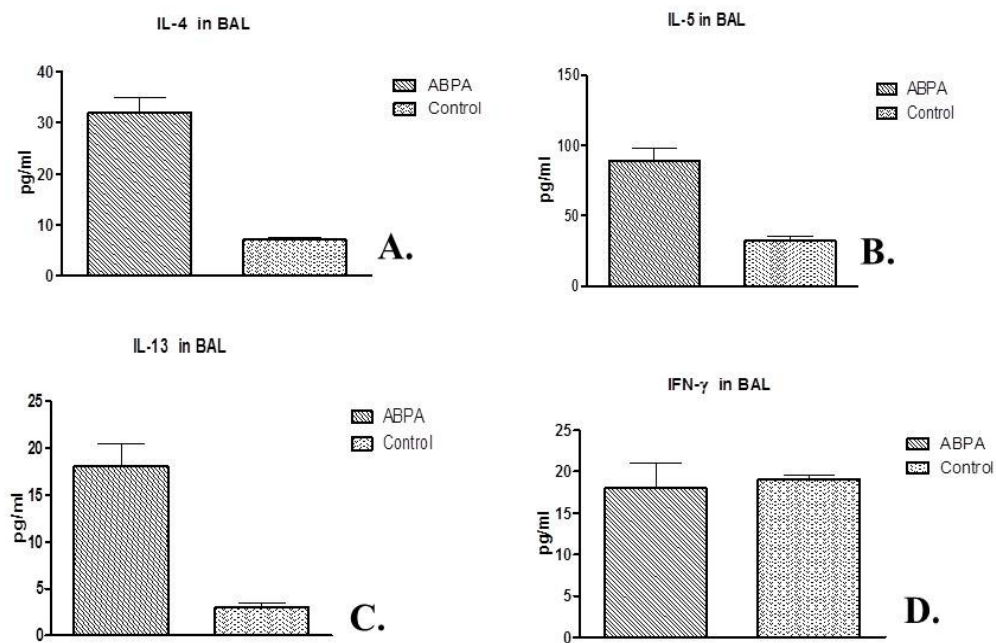 IL-4 in BAL
40
30
20
10
0
pg/ml
ABPA
Control
A.
IL-5 in BAL
150
100
50
0
pg/ml
ABPA
Control
B.
IL-13 in BAL
25
20
15
10
5
0
pg/ml
ABPA
Control
C.
IFN-γ in BAL
25
20
15
10
5
0
pg/ml
ABPA
Control
D.